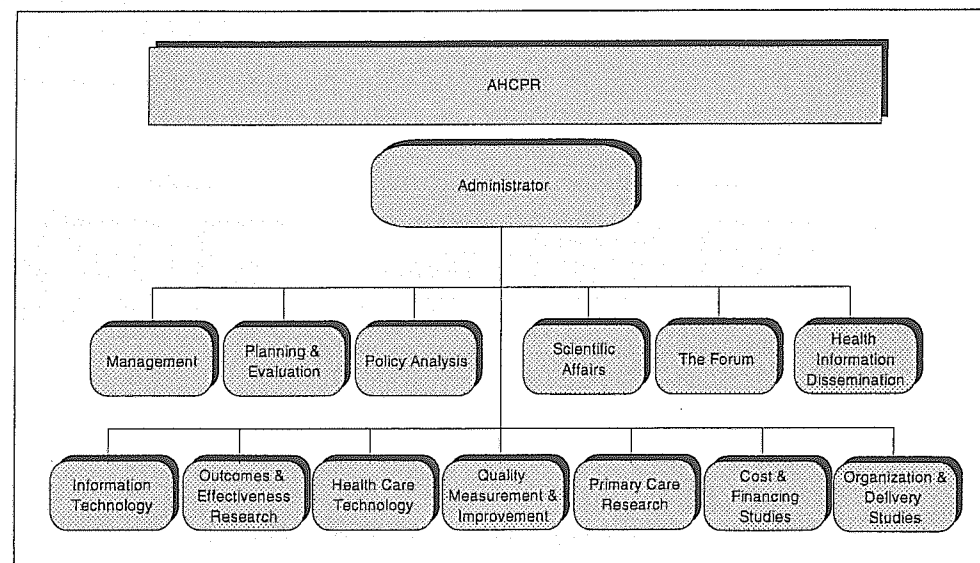 AHCPR
Administrator
Management
Planning &
Evaluation
Policy Analysis
Scientific
Affairs
The Forum
Health
Information
Dissemination
Information
Technology
Outcomes &
Effectiveness
Research
Health Care
Technology
Quality
Measurement &
Improvement
Primary Care
Research
Cost &
Financing
Studies
Organization &
Delivery
Studies